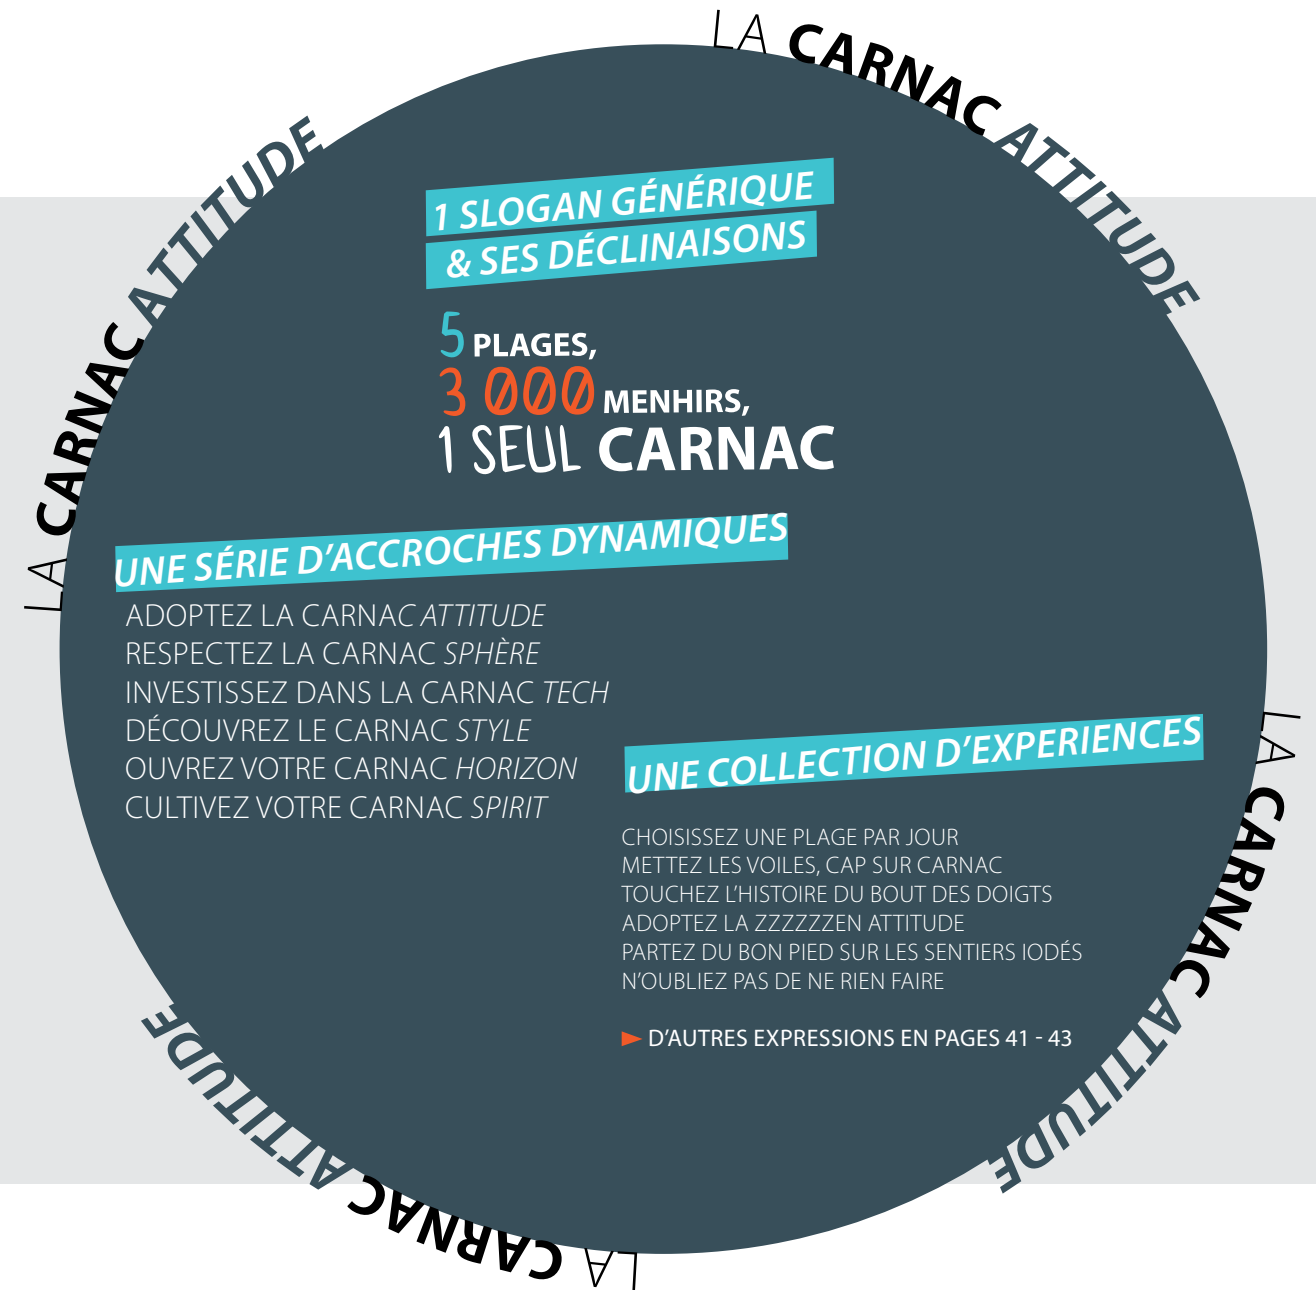 LA CARNAC ATTITUDE
LA CARNAC ATTITUDE
1 SLOGAN GÉNÉRIQUE
& SES DÉCLINAISONS
5 PLAGES,
3 000 MENHIRS,
1 SEUL CARNAC
UNE SÉRIE D’ACCROCHES DYNAMIQUES
ADOPTEZ LA CARNAC ATTITUDE
RESPECTEZ LA CARNAC SPHÈRE
INVESTISSEZ DANS LA CARNAC TECH
DÉCOUVREZ LE CARNAC STYLE
OUVREZ VOTRE CARNAC HORIZON
CULTIVEZ VOTRE CARNAC SPIRIT
UNE COLLECTION D’EXPERIENCES
CHOISISSEZ UNE PLAGE PAR JOUR
METTEZ LES VOILES, CAP SUR CARNAC
TOUCHEZ L’HISTOIRE DU BOUT DES DOIGTS
ADOPTEZ LA ZZZZZZEN ATTITUDE
PARTEZ DU BON PIED SUR LES SENTIERS IODÉS
N’OUBLIEZ PAS DE NE RIEN FAIRE
► D’AUTRES EXPRESSIONS EN PAGES 41 - 43
LA CARNAC ATTITUDE
LA CARNAC ATTITUDE